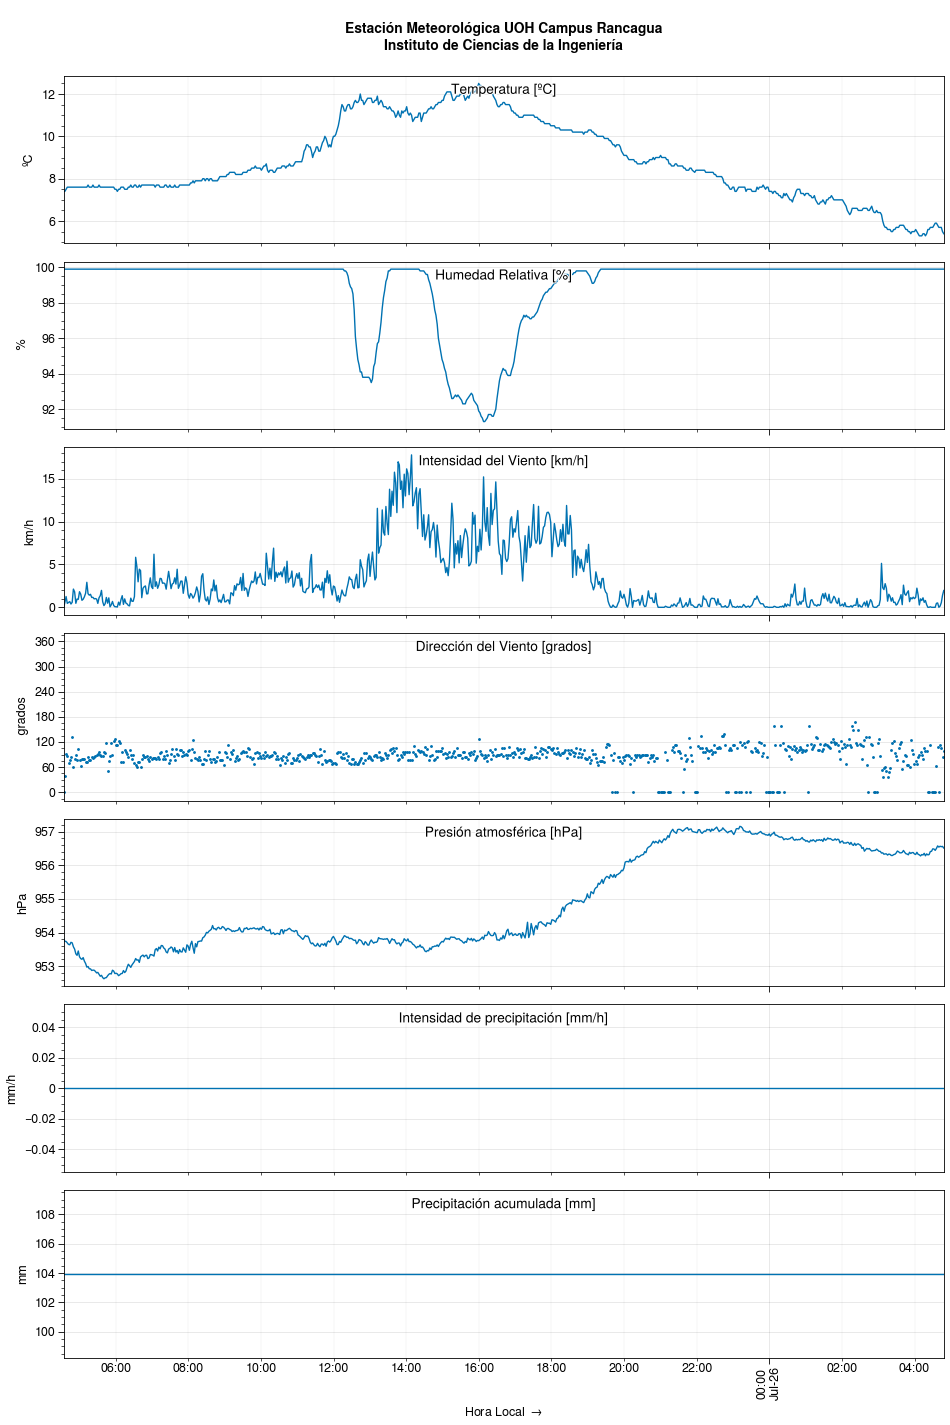 Estación Meteorológica UOH Campus Rancagua
Instituto de Ciencias de la Ingeniería
Temperatura [ºC]
ºC
12
10
8
6
Humedad Relativa [%]
%
100
98
96
94
92
Intensidad del Viento [km/h]
km/h
15
10
5
0
Dirección del Viento [grados]
grados
360
300
240
180
120
60
0
Presión atmosférica [hPa]
hPa
957
956
955
954
953
Intensidad de precipitación [mm/h]
mm/h
0.04
0.02
0
−0.02
−0.04
Precipitación acumulada [mm]
mm
108
106
104
102
100
06:00 08:00 10:00 12:00 14:00 16:00 18:00 20:00 22:00 00:00 02:00 04:00
Jul-26
Hora Local →